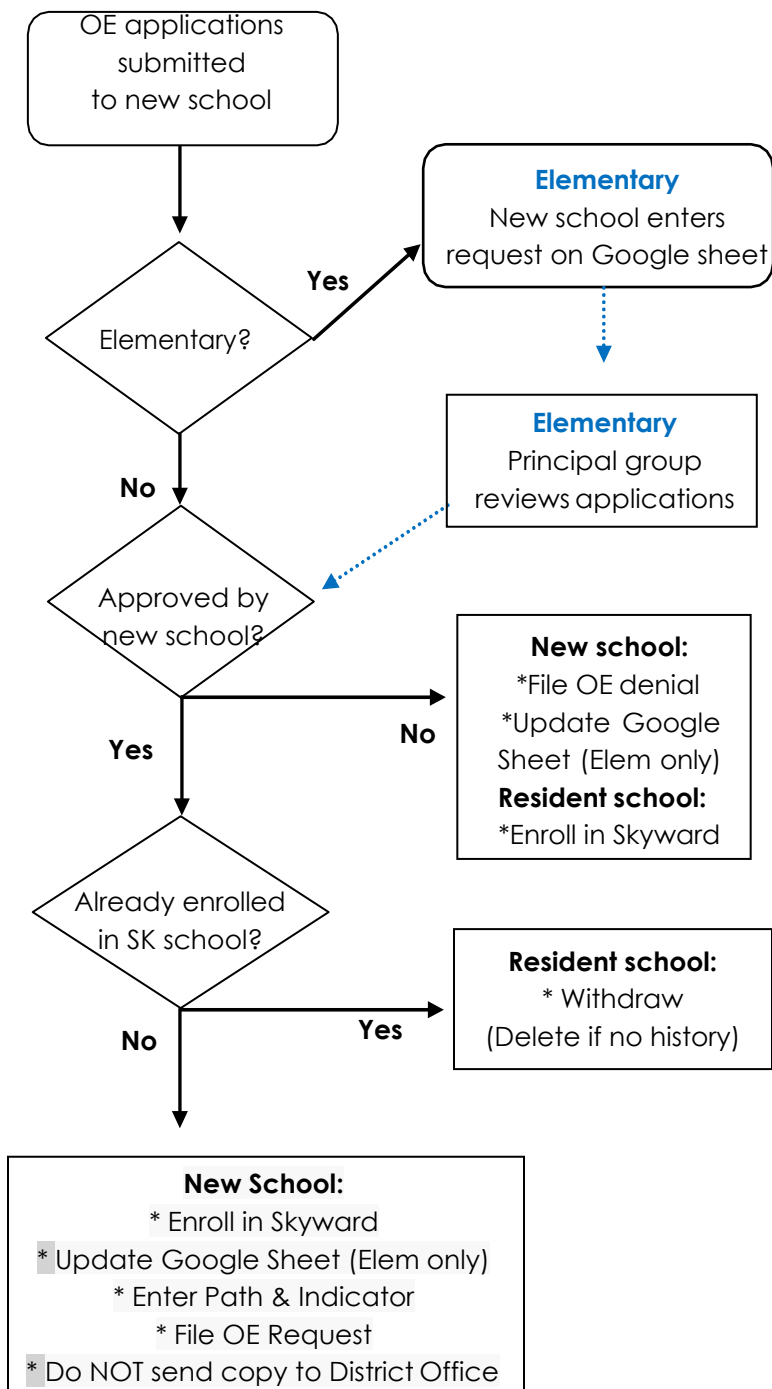 OE applications
submitted
to new school
Elementary
New school enters
request on Google sheet
Yes
Elementary?
Elementary
Principal group
reviews applications
No
Approved by
new school?
New school:
*File OE denial
*Update Google
Sheet (Elem only)
Resident school:
*Enroll in Skyward
No
Yes
Already enrolled
in SK school?
Resident school:
* Withdraw
(Delete if no history)
Yes
No
New School:
* Enroll in Skyward
* Update Google Sheet (Elem only)
* Enter Path & Indicator
* File OE Request
* Do NOT send copy to District Office